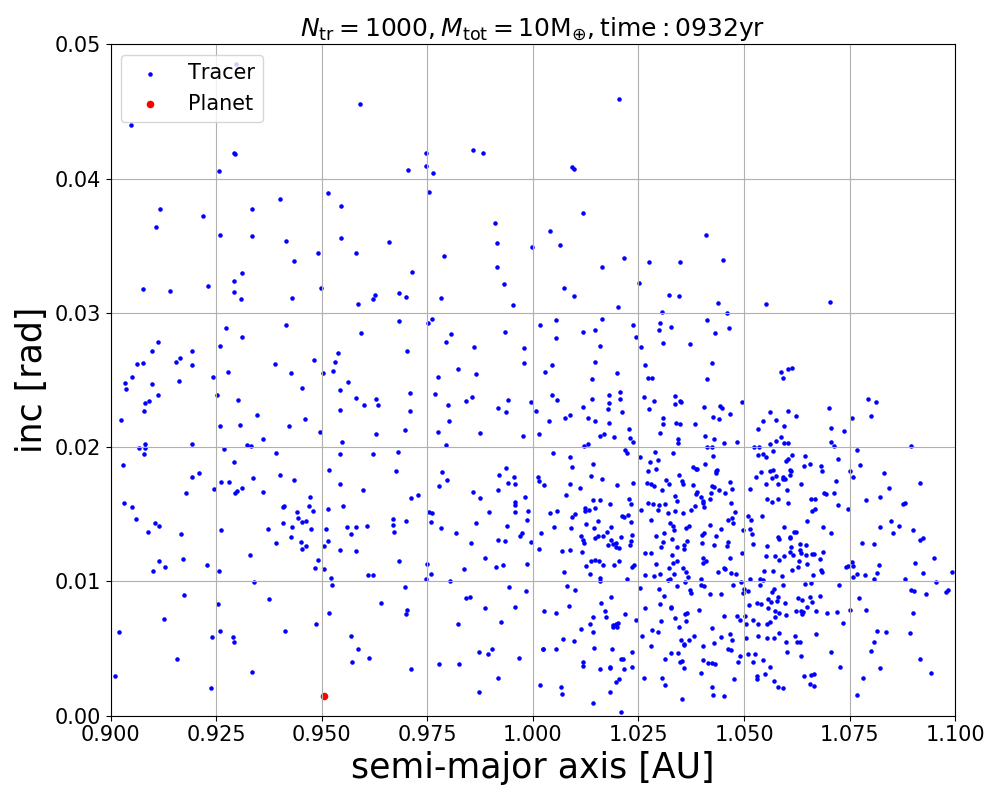 N_tr = 1000, M_tot = 10M_⊕, time : 0932yr
Tracer
Planet
inc [rad]
0.05
0.04
0.03
0.02
0.01
0.00
0.900 0.925 0.950 0.975 1.000 1.025 1.050 1.075 1.100
semi-major axis [AU]